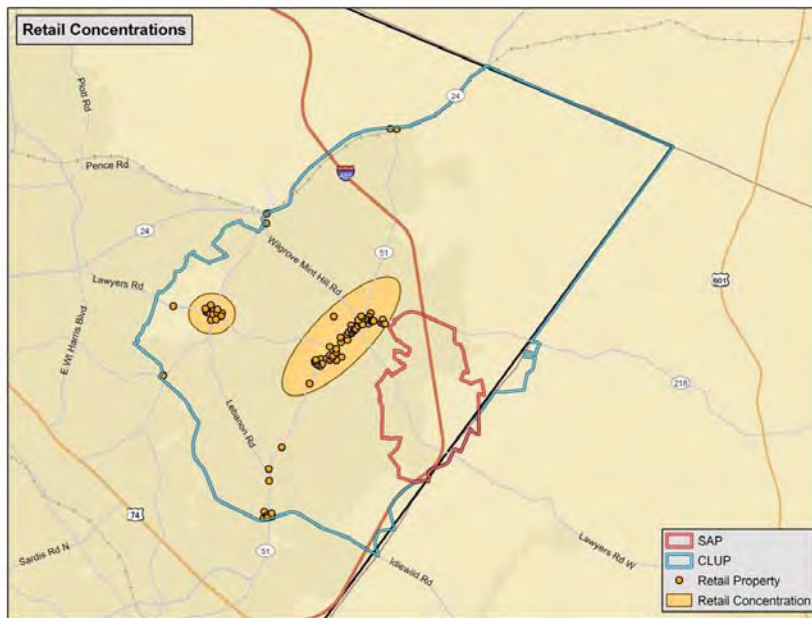 Retail Concentrations
Plott Rd
24
Pence Rd
24
51
Wilgrove Mint Hill Rd
Lawyers Rd
E Wt Harris Blvd
601
218
Lebanon Rd
74
Sardis Rd N
51
Idlewild Rd
Lawyers Rd W
SAP
CLUP
Retail Property
Retail Concentration